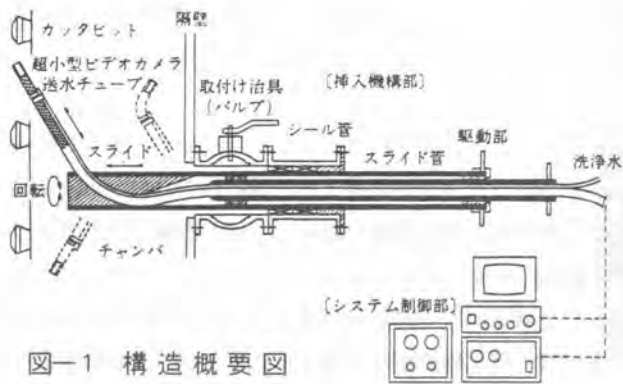 カッタビット
隔壁
超小型ビデオカメラ
送水チューブ
取付け治具
(バルブ)
〔挿入機構部〕
シール管
駆動部
スライド
スライド管
洗浄水
回転
チャンバ
〔システム制御部〕
図―1 構造概要図